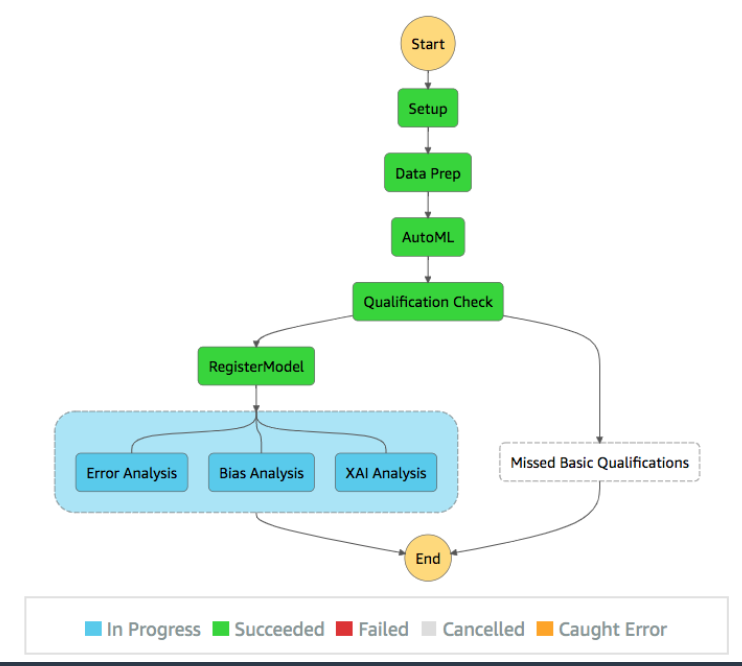 Start
Setup
Data Prep
AutoML
Qualification Check
RegisterModel
Error Analysis
Bias Analysis
XAI Analysis
Missed Basic Qualifications
End
In Progress
Succeeded
Failed
Cancelled
Caught Error